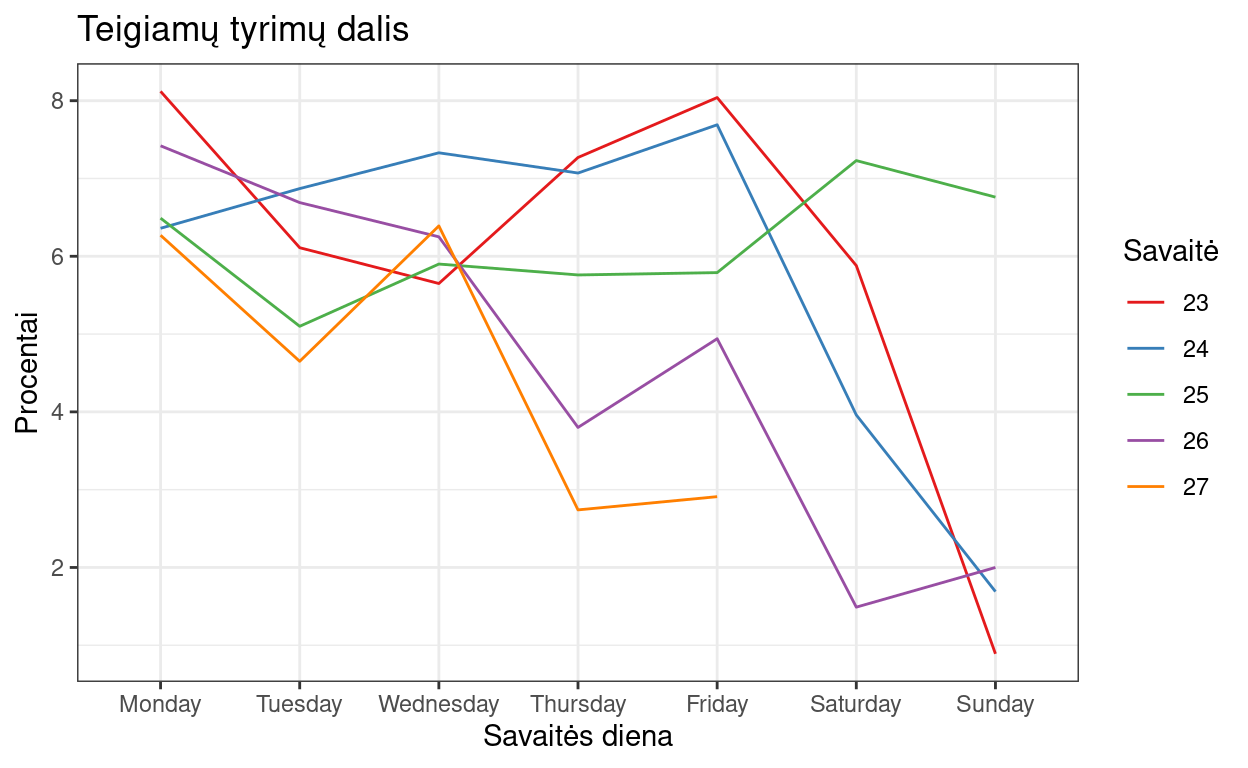 Teigiamų tyrimų dalis
Procentai
8
6
4
2
Monday Tuesday Wednesday Thursday Friday Saturday Sunday
Savaitės diena
Savaitė
23
24
25
26
27